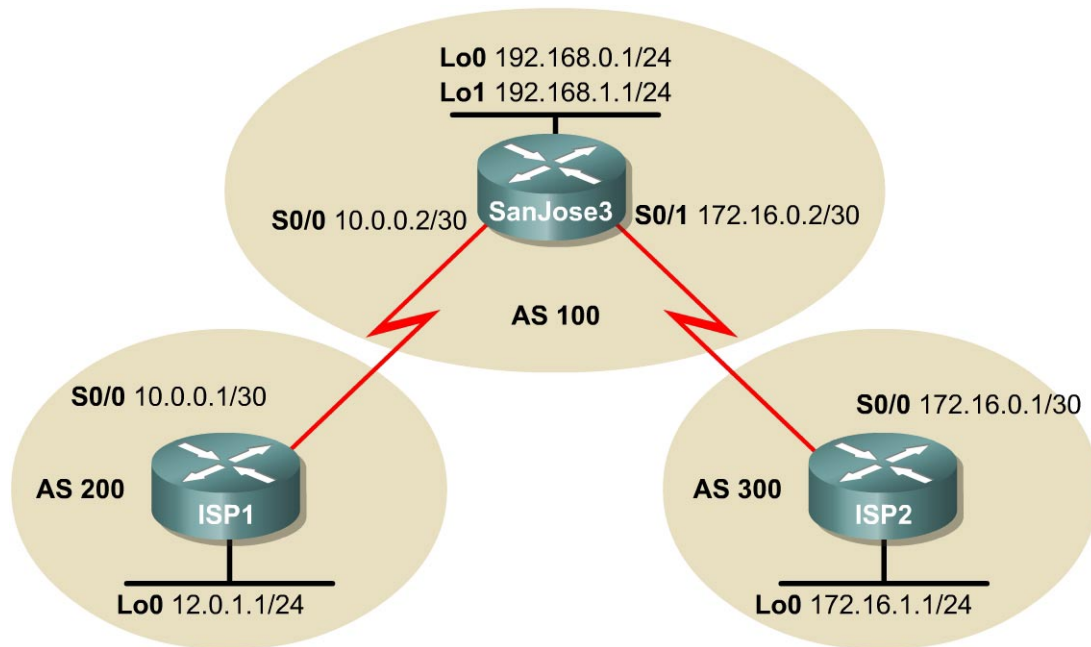 Lo0 192.168.0.1/24
Lo1 192.168.1.1/24
SanJose3
S0/0 10.0.0.2/30
S0/1 172.16.0.2/30
AS 100
S0/0 10.0.0.1/30
AS 200
ISP1
Lo0 12.0.1.1/24
S0/0 172.16.0.1/30
AS 300
ISP2
Lo0 172.16.1.1/24